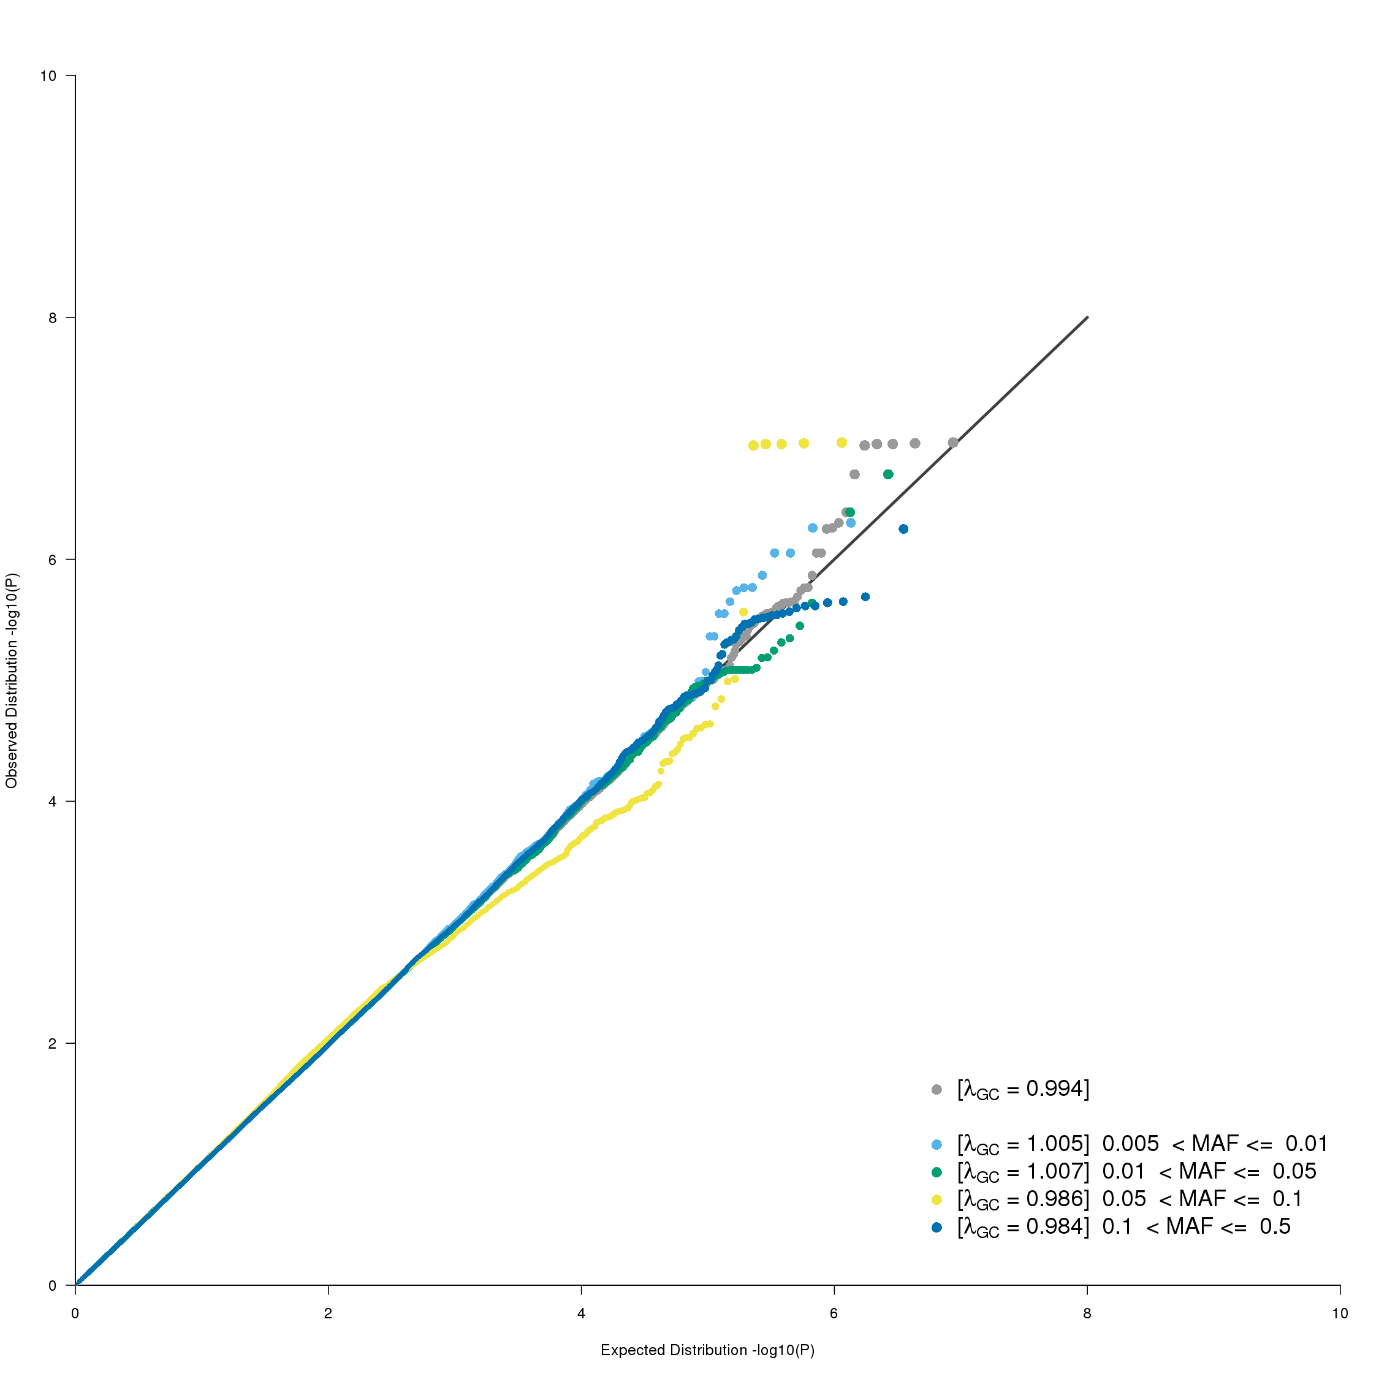 10
8
6
4
2
0
Observed Distribution -log10(P)
[λGC = 0.994]
[λGC = 1.005] 0.005 < MAF <= 0.01
[λGC = 1.007] 0.01 < MAF <= 0.05
[λGC = 0.986] 0.05 < MAF <= 0.1
[λGC = 0.984] 0.1 < MAF <= 0.5
0 2 4 6 8 10
Expected Distribution -log10(P)